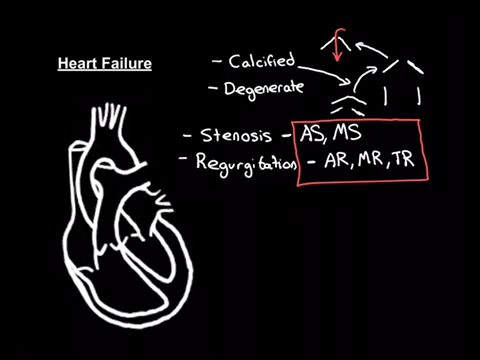 Heart Failure
- Calcified
- Degenerate
- Stenosis - AS, MS
- Regurgitation - AR, MR, TR